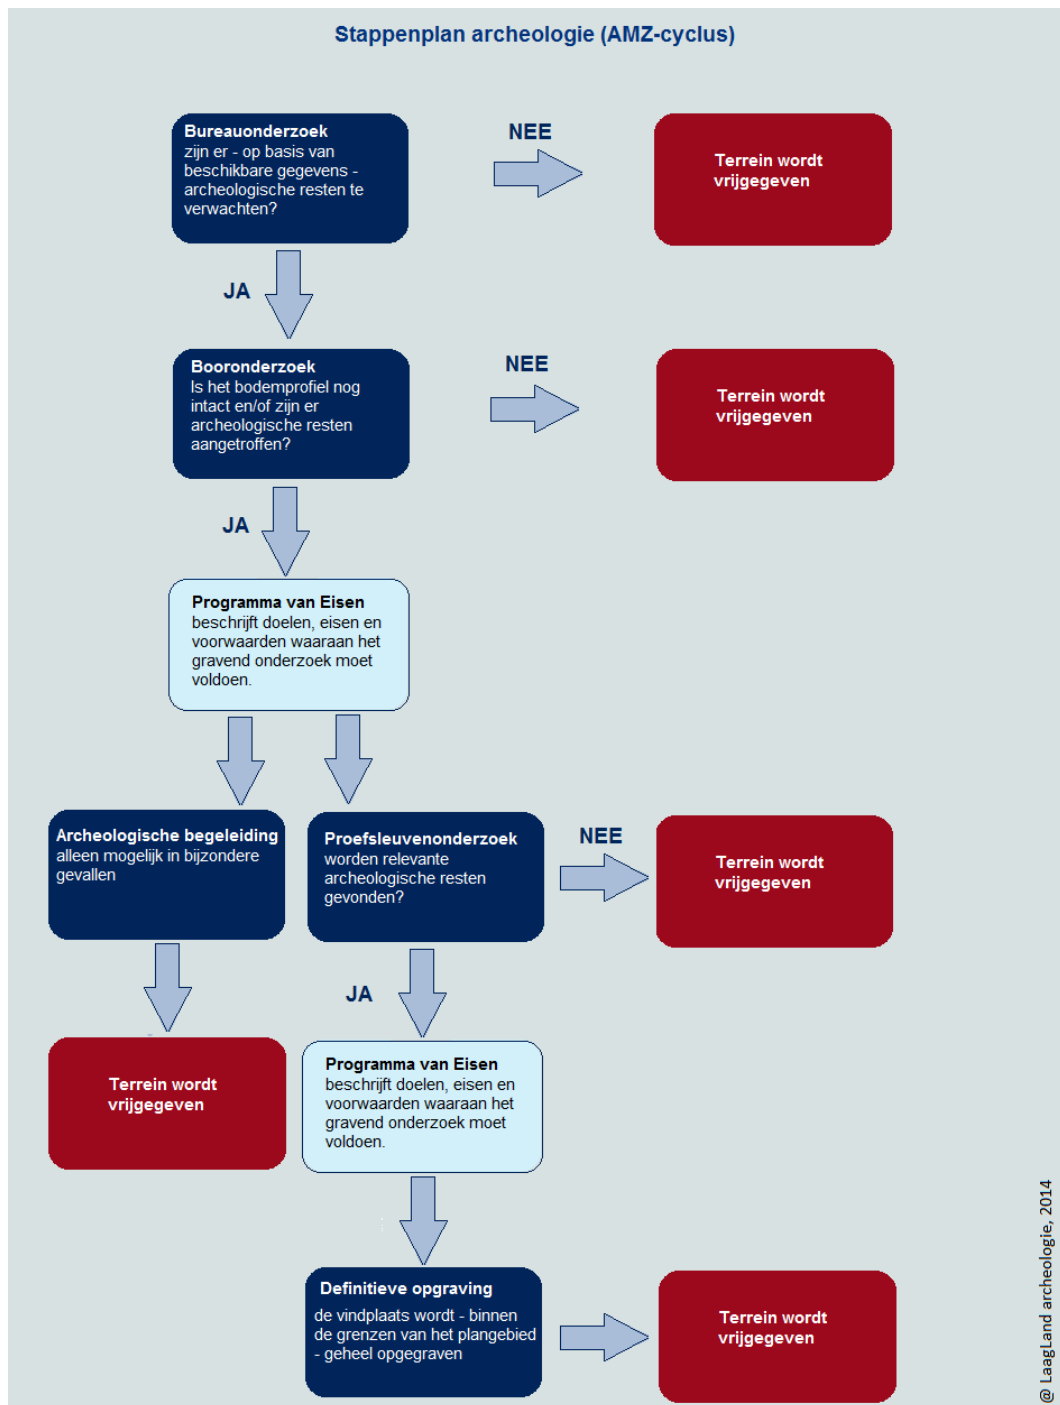 Stappenplan archeologie (AMZ-cyclus)
Bureauonderzoek
zijn er - op basis van
beschikbare gegevens -
archeologische resten te
verwachten?
NEE
Terrein wordt
vrijgegeven
JA
Booronderzoek
Is het bodemprofiel nog
intact en/of zijn er
archeologische resten
aangetroffen?
NEE
Terrein wordt
vrijgegeven
JA
Programma van Eisen
beschrijft doelen, eisen en
voorwaarden waaraan het
gravend onderzoek moet
voldoen.
Archeologische begeleiding
alleen mogelijk in bijzondere
gevallen
Proefsleuvenonderzoek
worden relevante
archeologische resten
gevonden?
NEE
Terrein wordt
vrijgegeven
JA
Terrein wordt
vrijgegeven
Programma van Eisen
beschrijft doelen, eisen en
voorwaarden waaraan het
gravend onderzoek moet
voldoen.
Definitieve opgraving
de vindplaats wordt - binnen
de grenzen van het plangebied
- geheel opgegraven
Terrein wordt
vrijgegeven
@ LaagLand archeologie, 2014